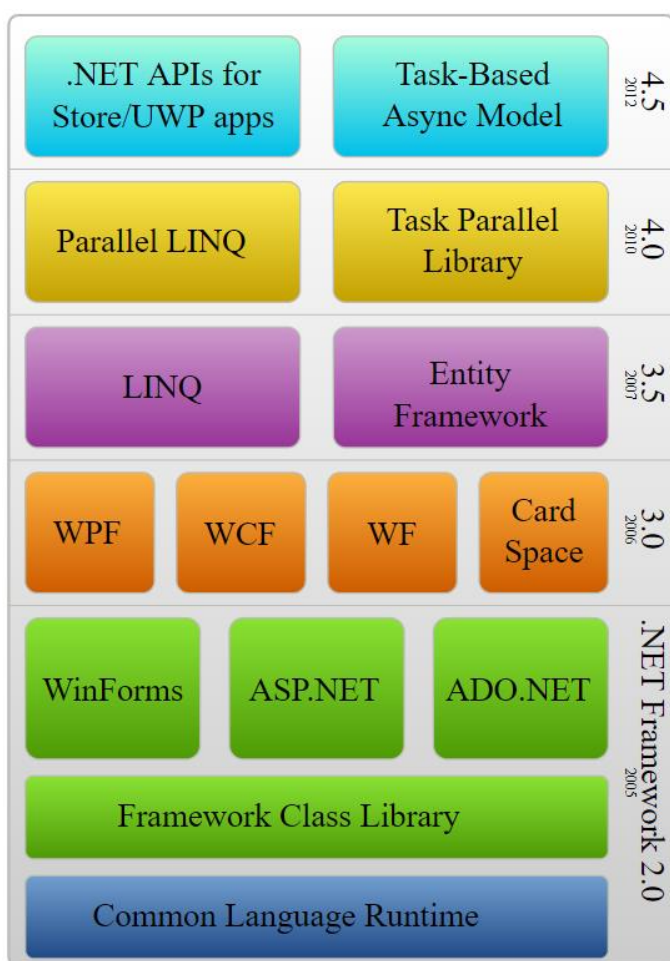 .NET APIs for
Store/UWP apps
Task-Based
Async Model
4.5
2012
Parallel LINQ
Task Parallel
Library
4.0
2010
LINQ
Entity
Framework
3.5
2007
WPF
WCF
WF
Card
Space
3.0
2006
WinForms
ASP.NET
ADO.NET
.NET Framework 2.0
2005
Framework Class Library
Common Language Runtime